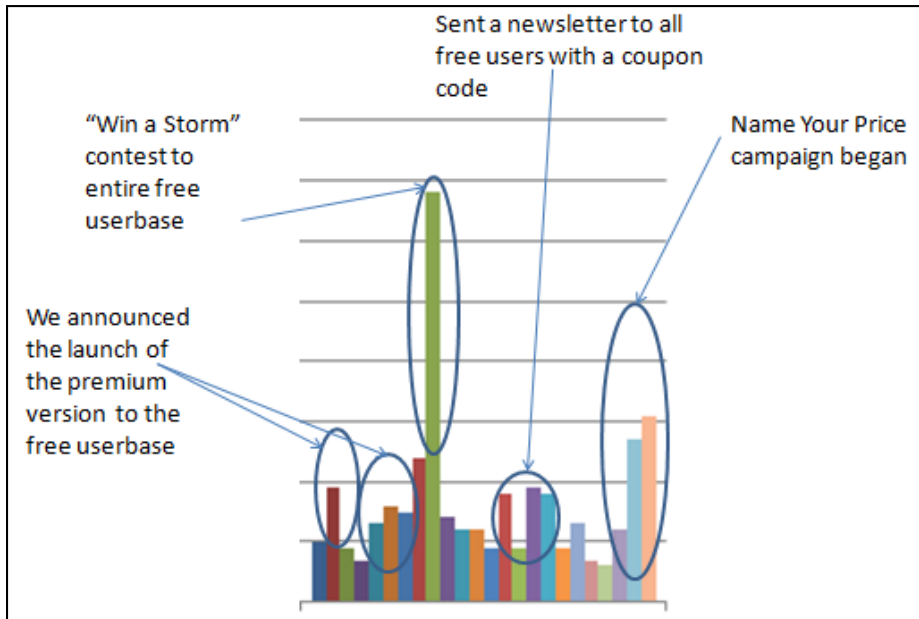 Sent a newsletter to all
free users with a coupon
code
“Win a Storm”
contest to
entire free
userbase
Name Your Price
campaign began
We announced
the launch of
the premium
version to the
free userbase